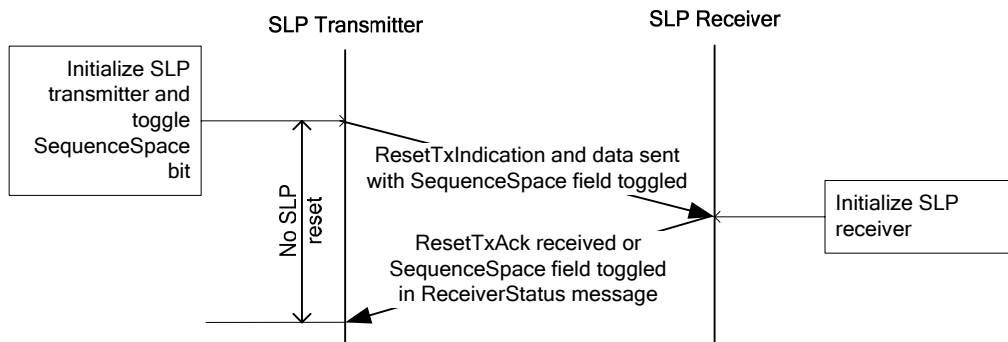 SLP Transmitter
SLP Receiver
Initialize SLP
transmitter and
toggle
SequenceSpace
bit
ResetTxIndication and data sent
with SequenceSpace field toggled
No SLP
reset
Initialize SLP
receiver
ResetTxAck received or
SequenceSpace field toggled
in ReceiverStatus message